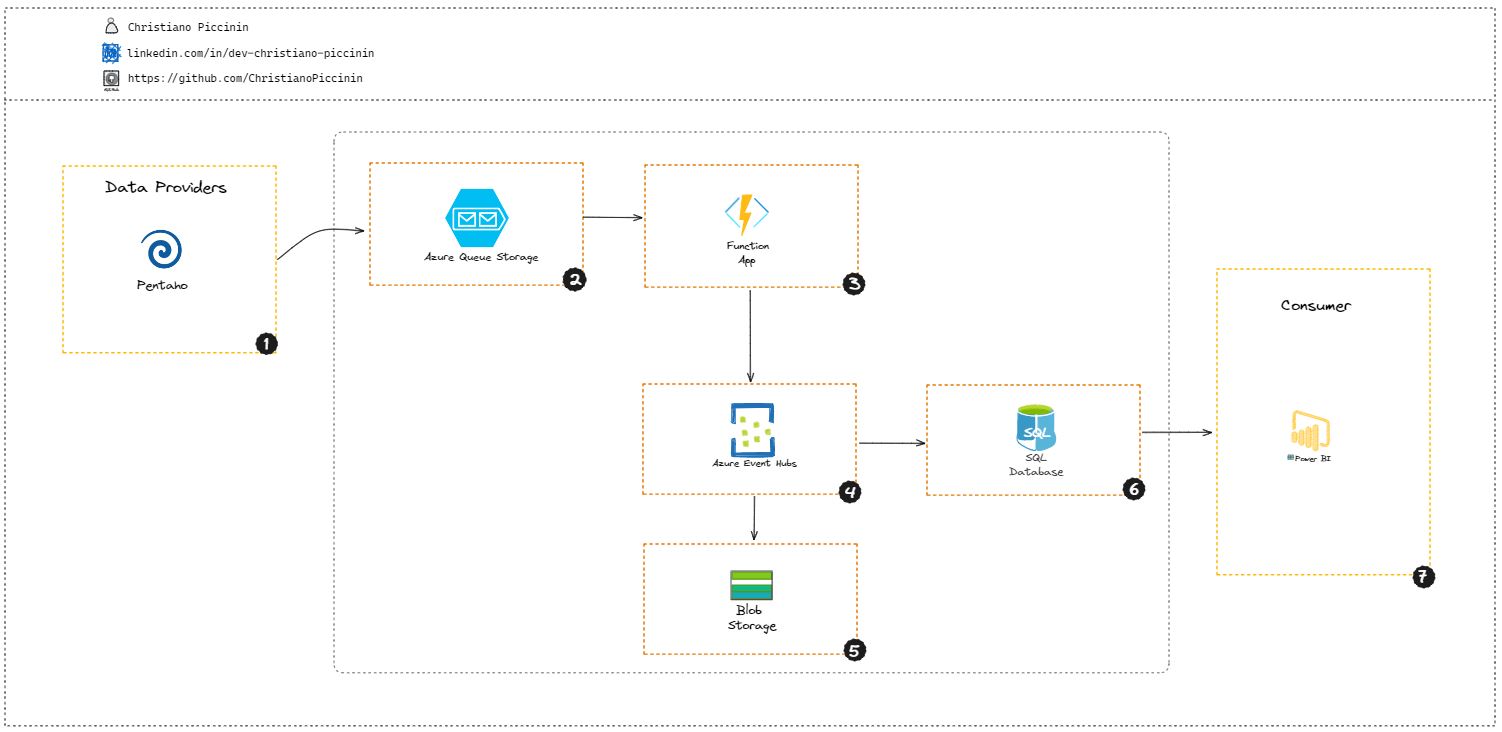 Christiano Piccinin
linkedin.com/in/dev-christiano-piccinin
https://github.com/ChristianoPiccinin
Data Providers
Pentaho
1
Azure Queue Storage
2
Function
App
3
Azure Event Hubs
4
Blob
Storage
5
SQL
SQL
Database
6
Consumer
Power BI
7